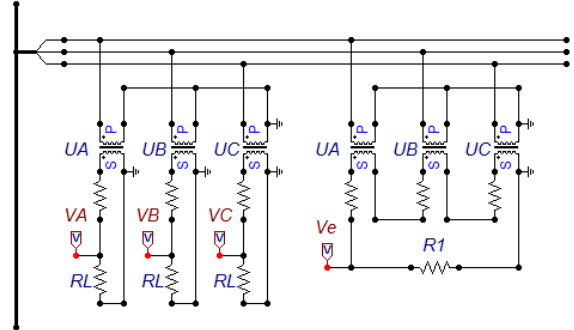 P P P P P P
UA UB UC UA UB UC
S S S S S S
VA VB VC Ve
V V V V
R1
RL RL RL